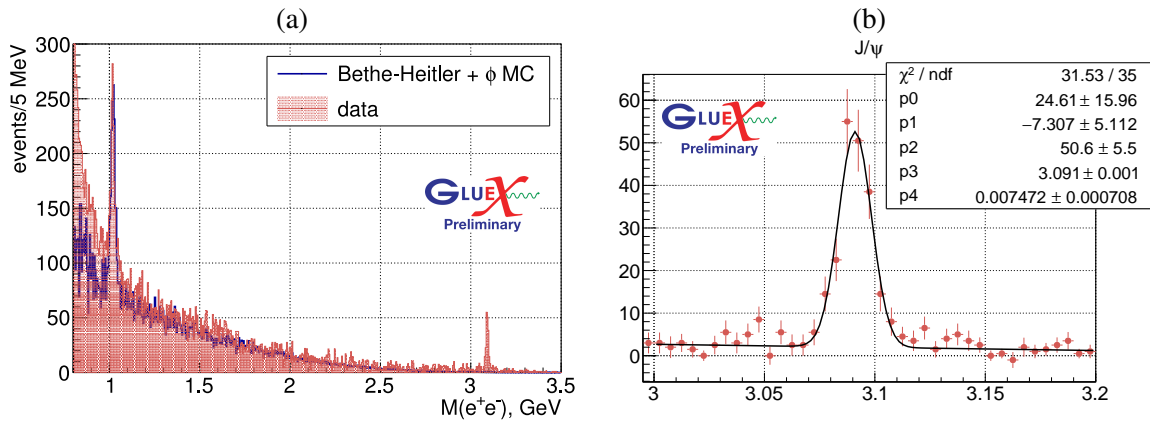 (a)
events/5 MeV
300
250
200
150
100
50
0
Bethe-Heitler + ϕ MC
data
GLUEX
Preliminary
1
1.5
2
2.5
3
3.5
M(e⁺e⁻), GeV
(b)
J/ψ
χ² / ndf 31.53 / 35
p0 24.61 ± 15.96
p1 −7.307 ± 5.112
p2 50.6 ± 5.5
p3 3.091 ± 0.001
p4 0.007472 ± 0.000708
GLUEX
Preliminary
60
50
40
30
20
10
0
3
3.05
3.1
3.15
3.2